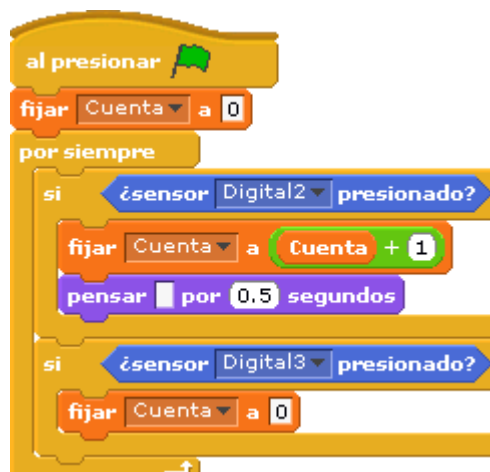 al presionar
fijar Cuenta a 0
por siempre
si ¿sensor Digital2 presionado?
fijar Cuenta a Cuenta + 1
pensar por 0.5 segundos
si ¿sensor Digital3 presionado?
fijar Cuenta a 0